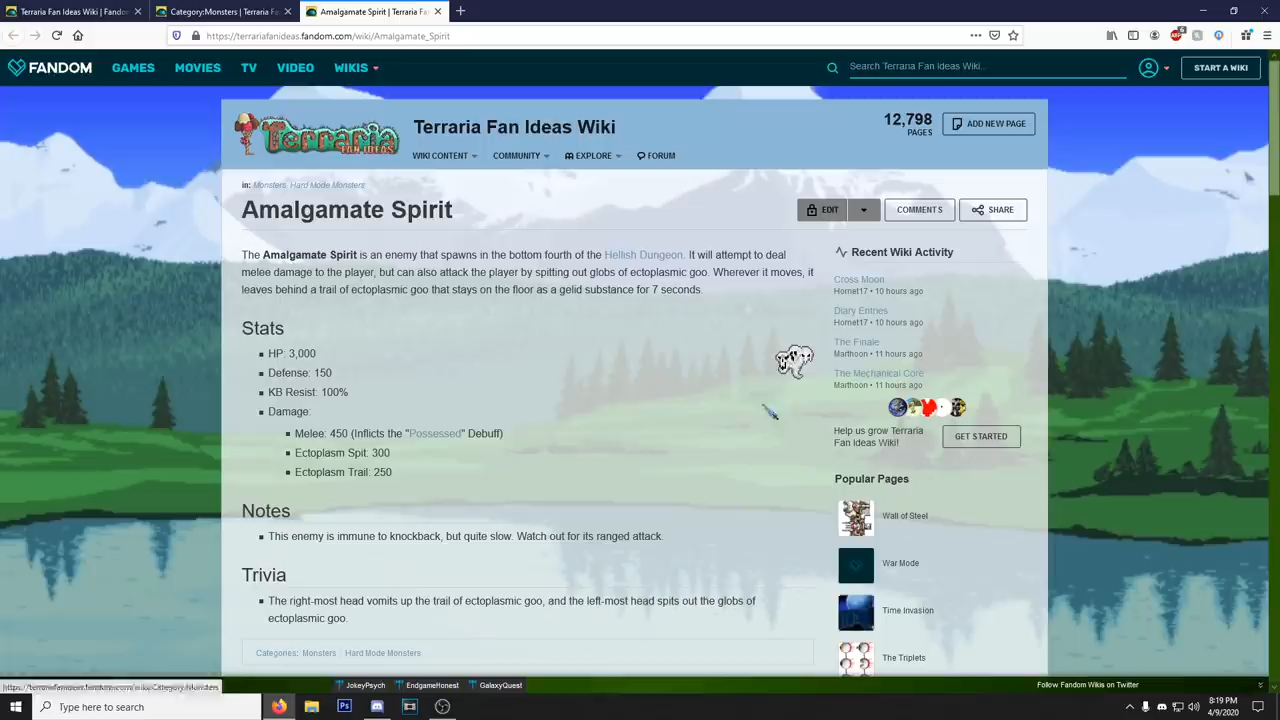 Terraria Fan Ideas Wiki | Fandom
Category:Monsters | Terraria F
Amalgamate Spirit | Terraria Fa
https://terrariafanideas.fandom.com/wiki/Amalgamate_Spirit
FANDOM GAMES MOVIES TV VIDEO WIKIS Search Terraria Fan Ideas Wiki... START A WIKI
Terraria
FAN IDEAS
Terraria Fan Ideas Wiki
12,798
PAGES
ADD NEW PAGE
WIKI CONTENT COMMUNITY EXPLORE FORUM
in: Monsters, Hard Mode Monsters
Amalgamate Spirit
EDIT COMMENTS SHARE
The Amalgamate Spirit is an enemy that spawns in the bottom fourth of the Hellish Dungeon. It will attempt to deal
melee damage to the player, but can also attack the player by spitting out globs of ectoplasmic goo. Wherever it moves, it
leaves behind a trail of ectoplasmic goo that stays on the floor as a gelid substance for 7 seconds.
Stats
HP: 3,000
Defense: 150
KB Resist: 100%
Damage:
Melee: 450 (Inflicts the "Possessed" Debuff)
Ectoplasm Spit: 300
Ectoplasm Trail: 250
Notes
This enemy is immune to knockback, but quite slow. Watch out for its ranged attack.
Trivia
The right-most head vomits up the trail of ectoplasmic goo, and the left-most head spits out the globs of
ectoplasmic goo.
Categories: Monsters Hard Mode Monsters
Recent Wiki Activity
Cross Moon
Hornet17 • 10 hours ago
Diary Entries
Hornet17 • 10 hours ago
The Finale
Marthoon • 11 hours ago
The Mechanical Core
Marthoon • 11 hours ago
Help us grow Terraria
Fan Ideas Wiki!
GET STARTED
Popular Pages
Wall of Steel
War Mode
Time Invasion
The Triplets
JokeyPsych EndgameHonest GalaxyQuest
Follow Fandom Wikis on Twitter
Type here to search
8:19 PM
4/9/2020